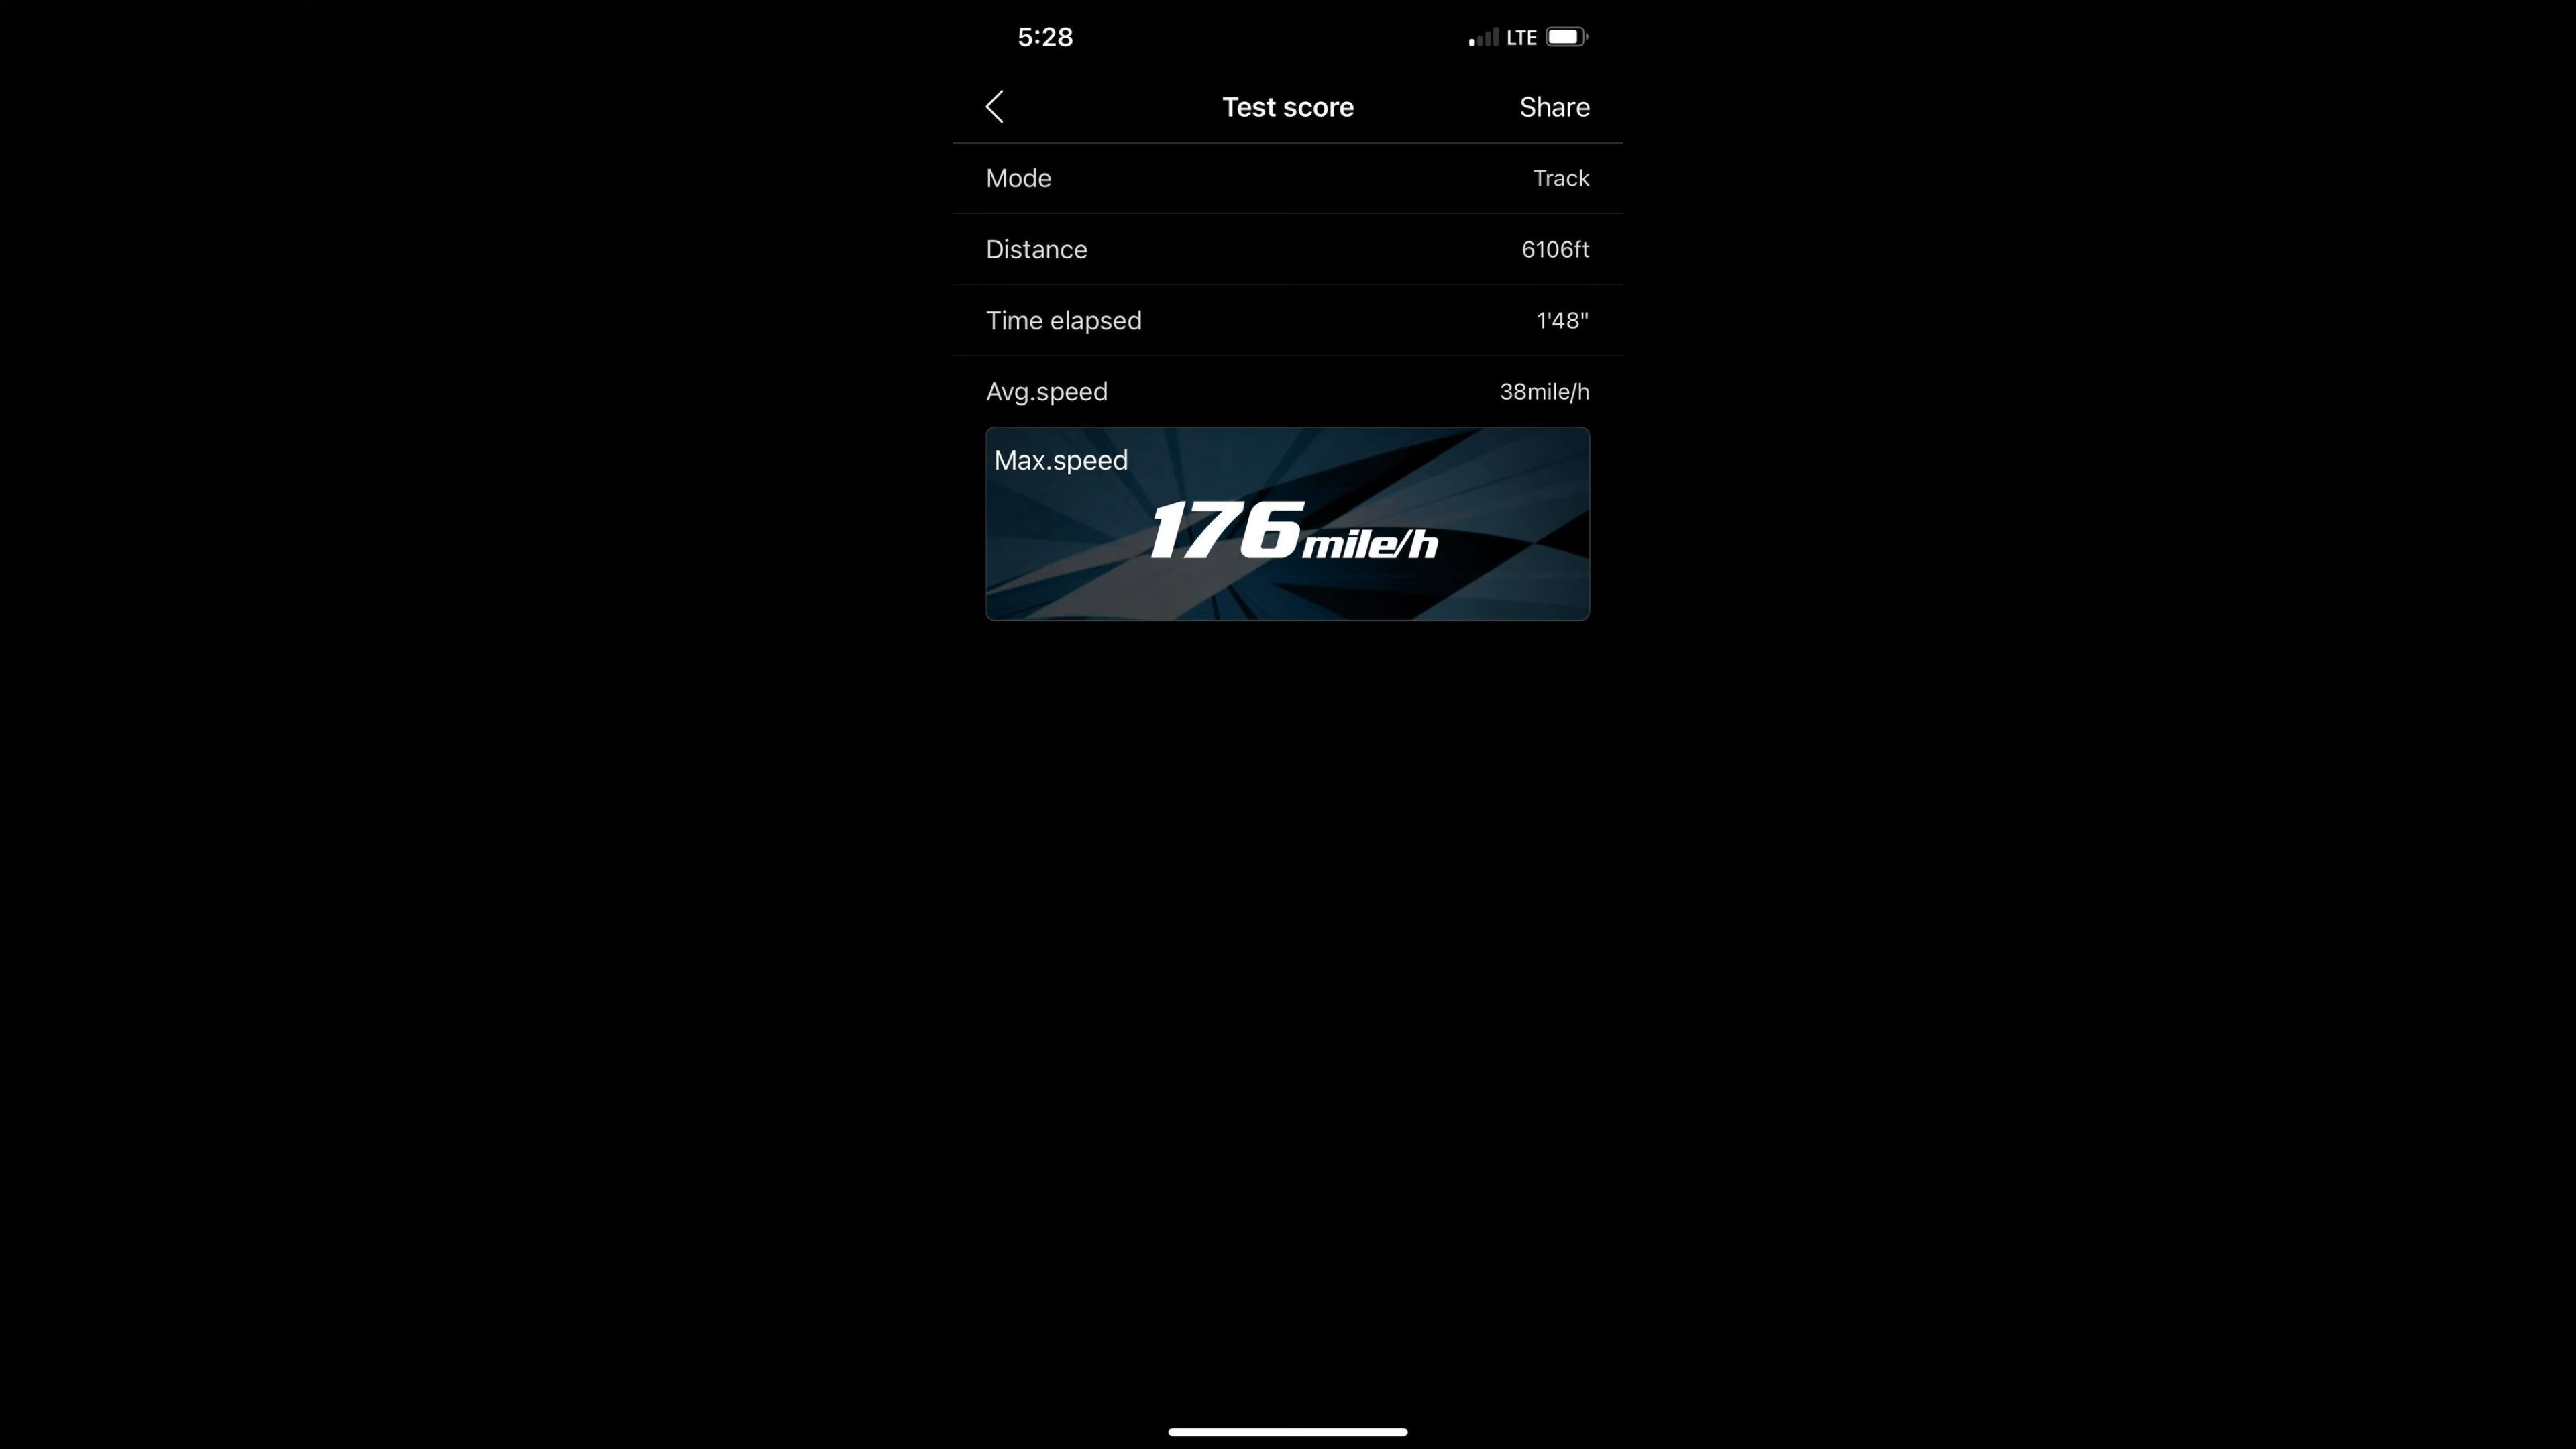 5:28 LTE
Test score Share
Mode Track
Distance 6106ft
Time elapsed 1'48"
Avg.speed 38mile/h
Max.speed
176mile/h